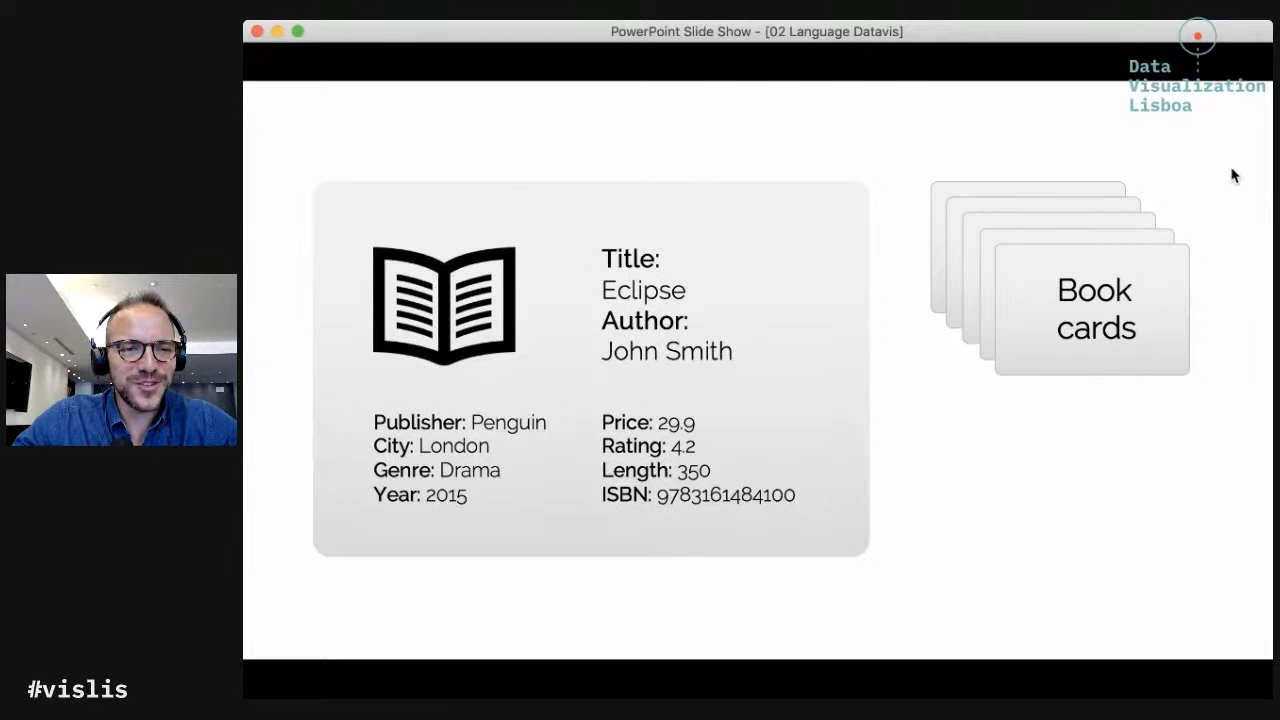 PowerPoint Slide Show - [02 Language Datavis]
Data
Visualization
Lisboa
Title:
Eclipse
Author:
John Smith
Publisher: Penguin
City: London
Genre: Drama
Year: 2015
Price: 29.9
Rating: 4.2
Length: 350
ISBN: 9783161484100
Book
cards
#vislis